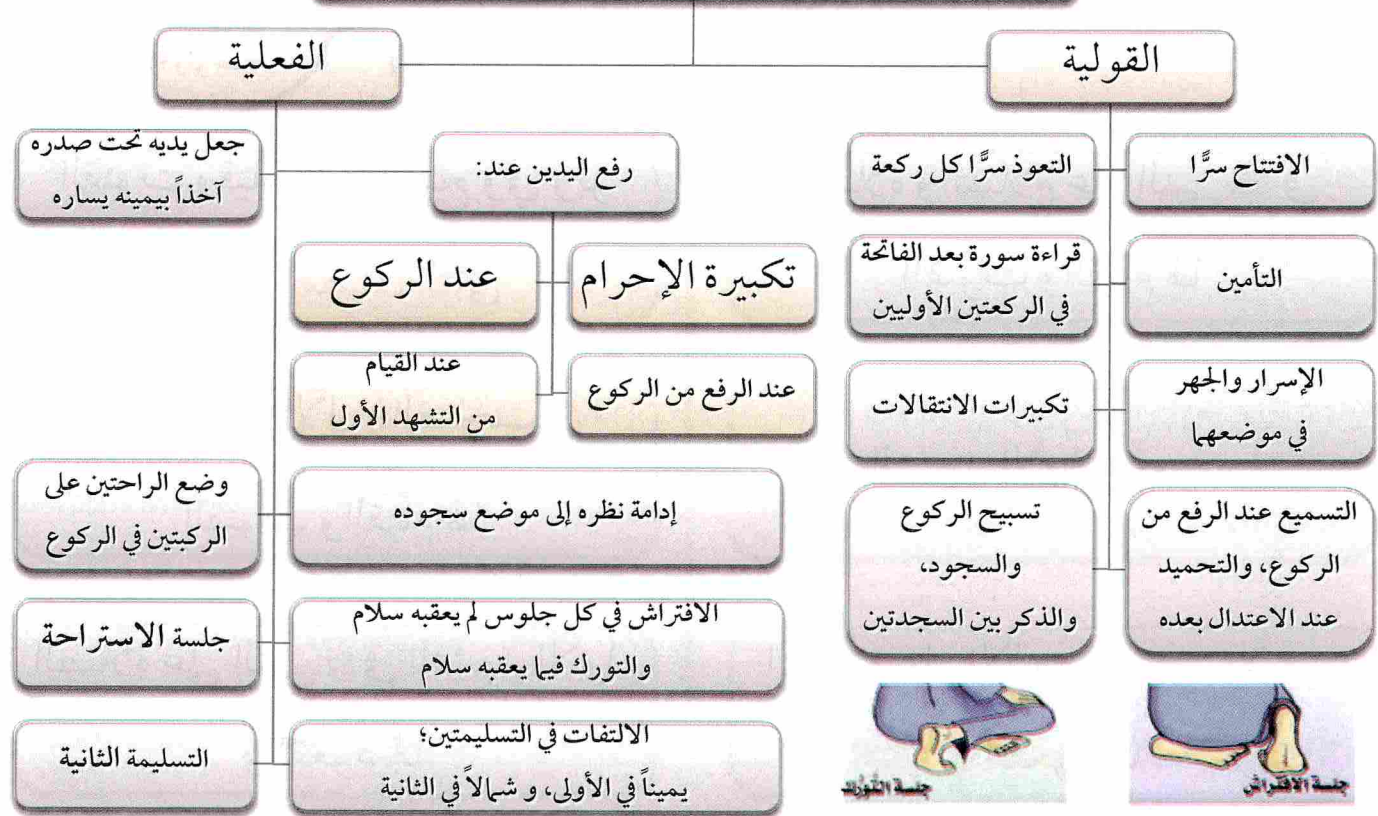 القولية
الفعلية
الافتتاح سرًّا
التعوذ سرًّا كل ركعة
التأمين
قراءة سورة بعد الفاتحة
في الركعتين الأوليين
الإسرار والجهر
في موضعهما
تكبيرات الانتقالات
التسميع عند الرفع من
الركوع، والتحميد
عند الاعتدال بعده
تسبيح الركوع
والسجود،
والذكر بين السجدتين
جلسة الافتراش
جلسة التورك
رفع اليدين عند:
جعل يديه تحت صدره
آخذاً بيمينه يساره
تكبيرة الإحرام
عند الركوع
عند الرفع من الركوع
عند القيام
من التشهد الأول
إدامة نظره إلى موضع سجوده
وضع الراحتين على
الركبتين في الركوع
الافتراش في كل جلوس لم يعقبه سلام
والتورك فيما يعقبه سلام
جلسة الاستراحة
الالتفات في التسليمتين؛
يميناً في الأولى، و شمالاً في الثانية
التسليمة الثانية